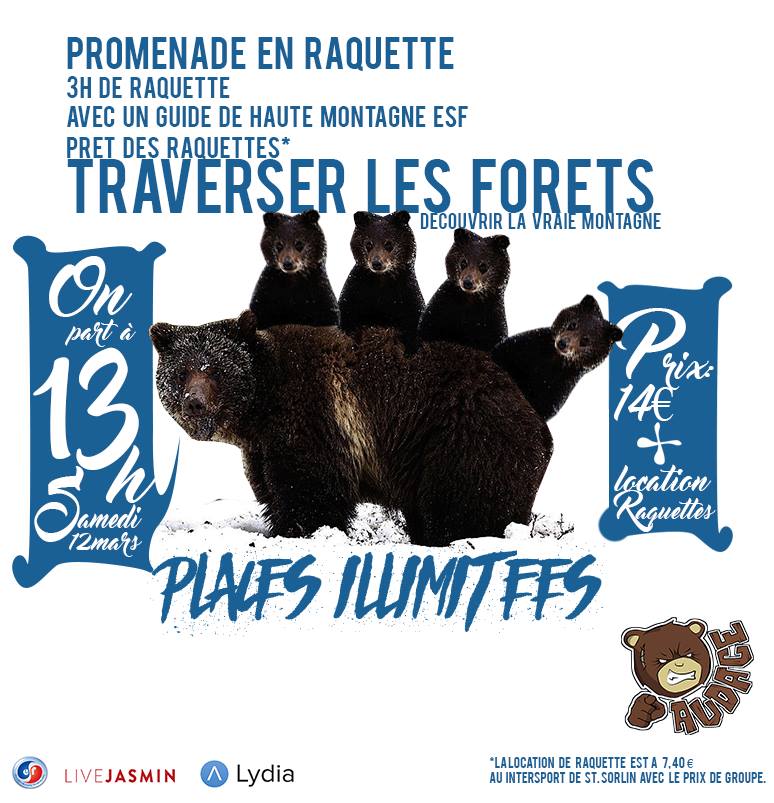 PROMENADE EN RAQUETTE
3H DE RAQUETTE
AVEC UN GUIDE DE HAUTE MONTAGNE ESF
PRET DES RAQUETTES*
TRAVERSER LES FORETS
DECOUVRIR LA VRAIE MONTAGNE
On
part à
13
h
Samedi
12mars
Prix:
14€
+
location
Raquettes
PLACES ILLIMITEES
AUDACE
LIVEJASMIN
Lydia
*LA LOCATION DE RAQUETTE EST A 7,40 €
AU INTERSPORT DE ST.SORLIN AVEC LE PRIX DE GROUPE.